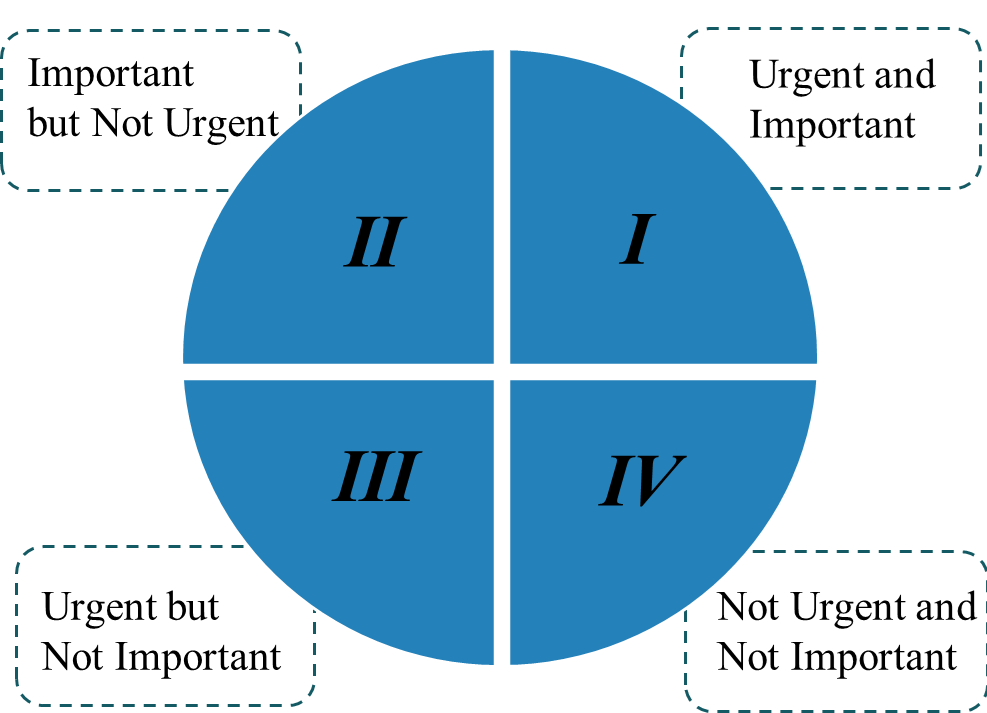 Important
but Not Urgent
Urgent and
Important
II
I
III
IV
Urgent but
Not Important
Not Urgent and
Not Important